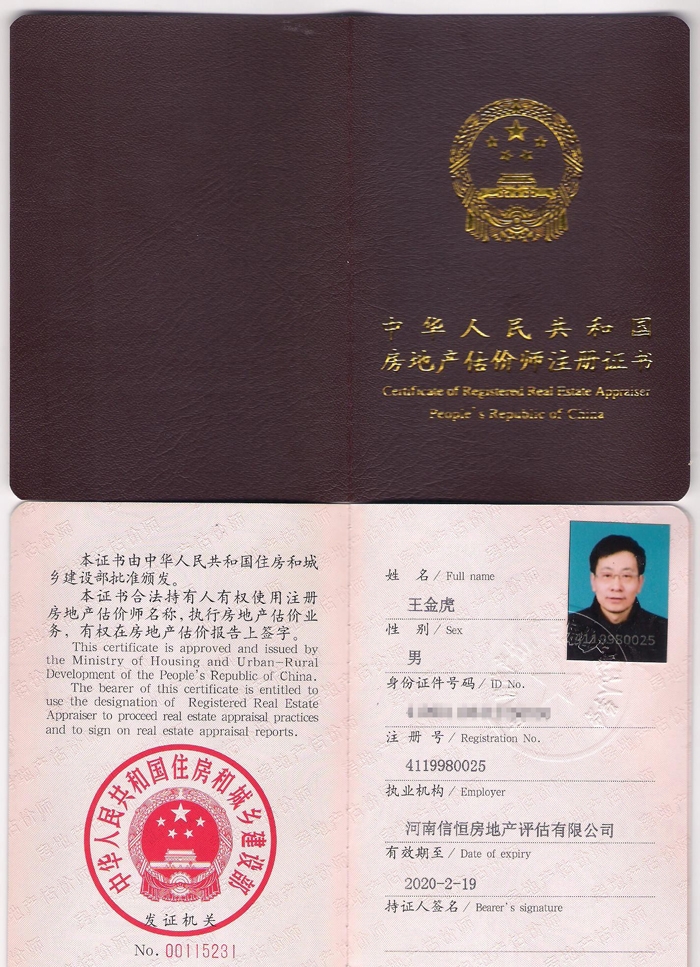 中华人民共和国
房地产估价师注册证书
Certificate of Registered Real Estate Appraiser
People's Republic of China
本证书由中华人民共和国住房和城
乡建设部批准颁发。
本证书合法持有人有权使用注册
房地产估价师名称，执行房地产估价业
务，有权在房地产估价报告上签字。
This certificate is approved and issued by
the Ministry of Housing and Urban-Rural
Development of the People's Republic of China.
The bearer of this certificate is entitled to
use the designation of Registered Real Estate
Appraiser to proceed real estate appraisal practices
and to sign on real estate appraisal reports.
中华人民共和国住房和城乡建设部
发证机关
No. 00115231
姓 名 / Full name
王金虎
4119980025
性 别 / Sex
男
身份证件号码 / ID No.
注 册 号 / Registration No.
4119980025
执业机构 / Employer
河南信恒房地产评估有限公司
有效期至 / Date of expiry
2020-2-19
持证人签名 / Bearer's signature